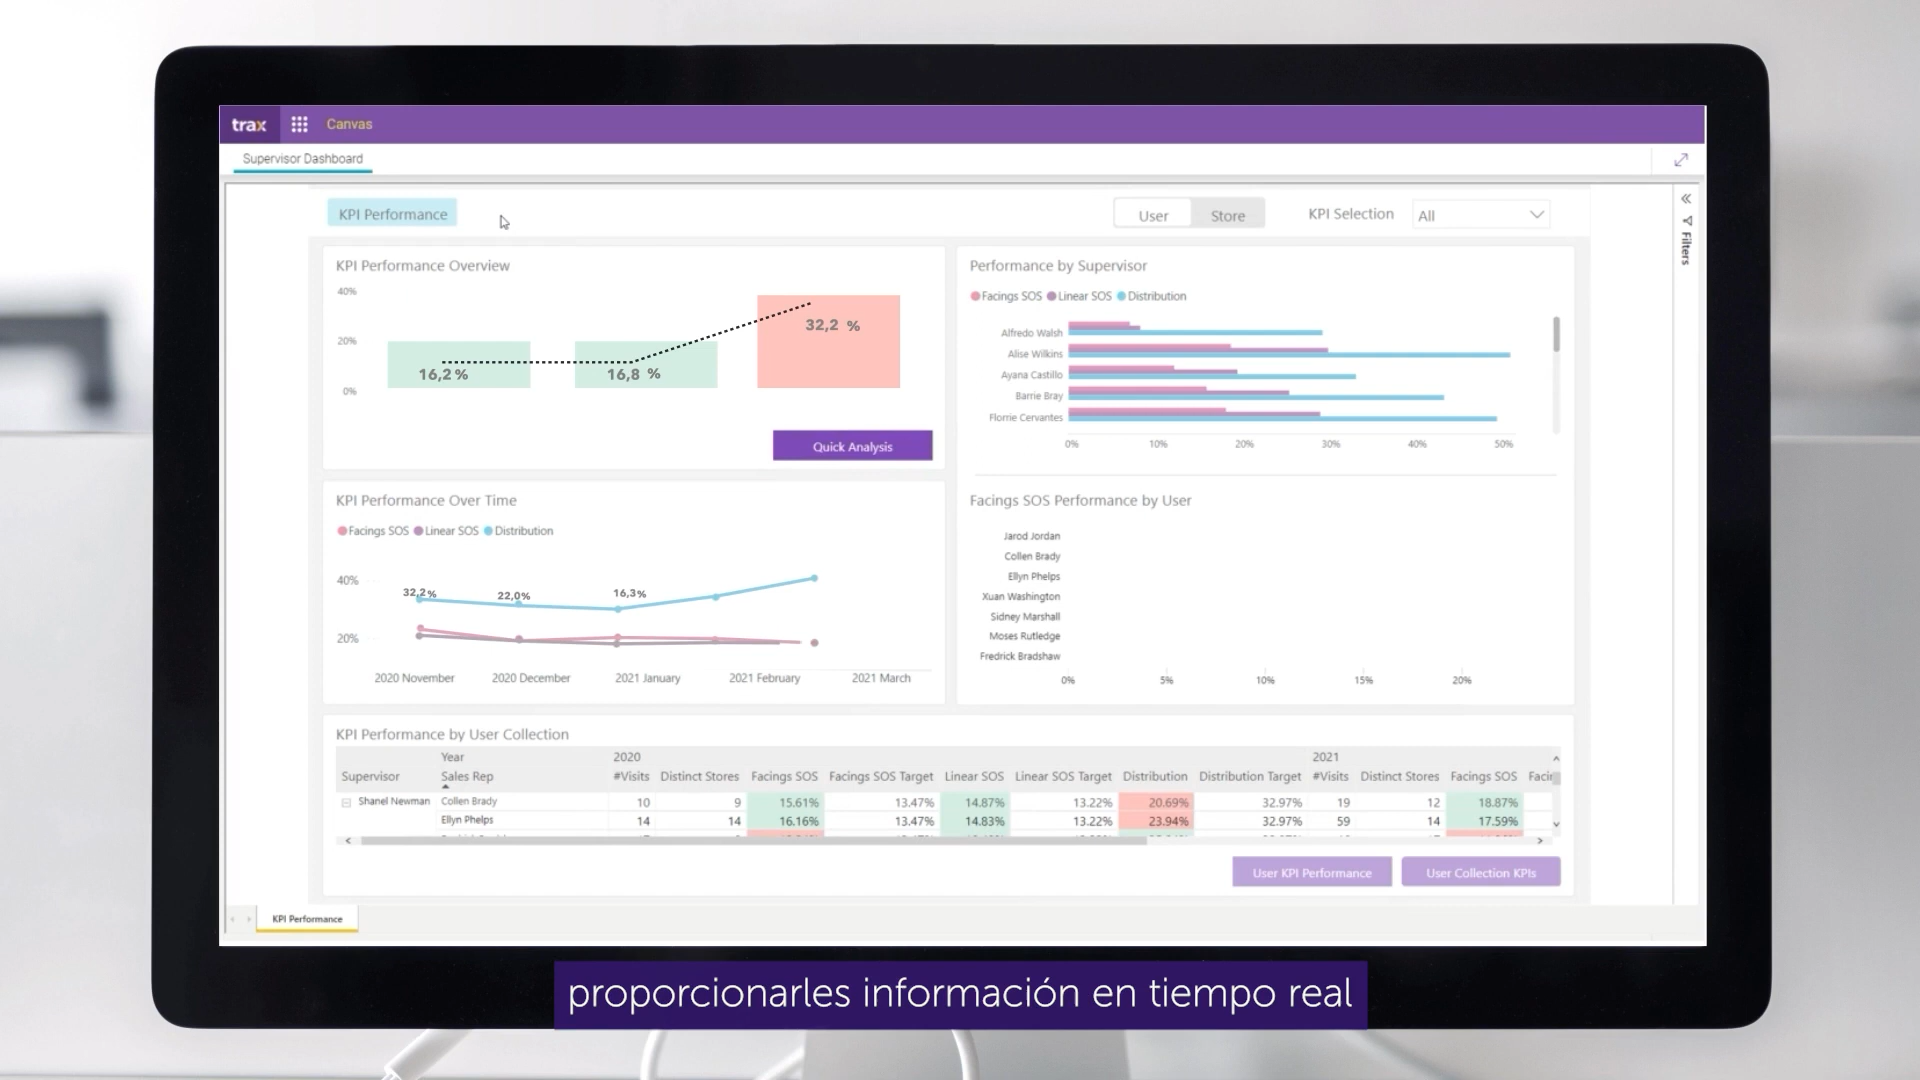 trax
Canvas
Supervisor Dashboard
KPI Performance
User
Store
KPI Selection
All
Filters
KPI Performance Overview
40%
20%
0%
16,2 %
16,8 %
32,2 %
Quick Analysis
Performance by Supervisor
Facings SOS Linear SOS Distribution
Alfredo Walsh
Alise Wilkins
Ayana Castillo
Barrie Bray
Florrie Cervantes
0% 10% 20% 30% 40% 50%
KPI Performance Over Time
Facings SOS Linear SOS Distribution
40%
20%
32,2% 22,0% 16,3%
2020 November 2020 December 2021 January 2021 February 2021 March
Facings SOS Performance by User
Jarod Jordan
Collen Brady
Ellyn Phelps
Xuan Washington
Sidney Marshall
Moses Rutledge
Fredrick Bradshaw
0% 5% 10% 15% 20%
KPI Performance by User Collection
Year 2020 2021
Supervisor Sales Rep #Visits Distinct Stores Facings SOS Facings SOS Target Linear SOS Linear SOS Target Distribution Distribution Target #Visits Distinct Stores Facings SOS
Shanel Newman Collen Brady 10 9 15.61% 13.47% 14.87% 13.22% 20.69% 32.97% 19 12 18.87%
Ellyn Phelps 14 14 16.16% 13.47% 14.83% 13.22% 23.94% 32.97% 59 14 17.59%
User KPI Performance
User Collection KPIs
KPI Performance
proporcionarles información en tiempo real